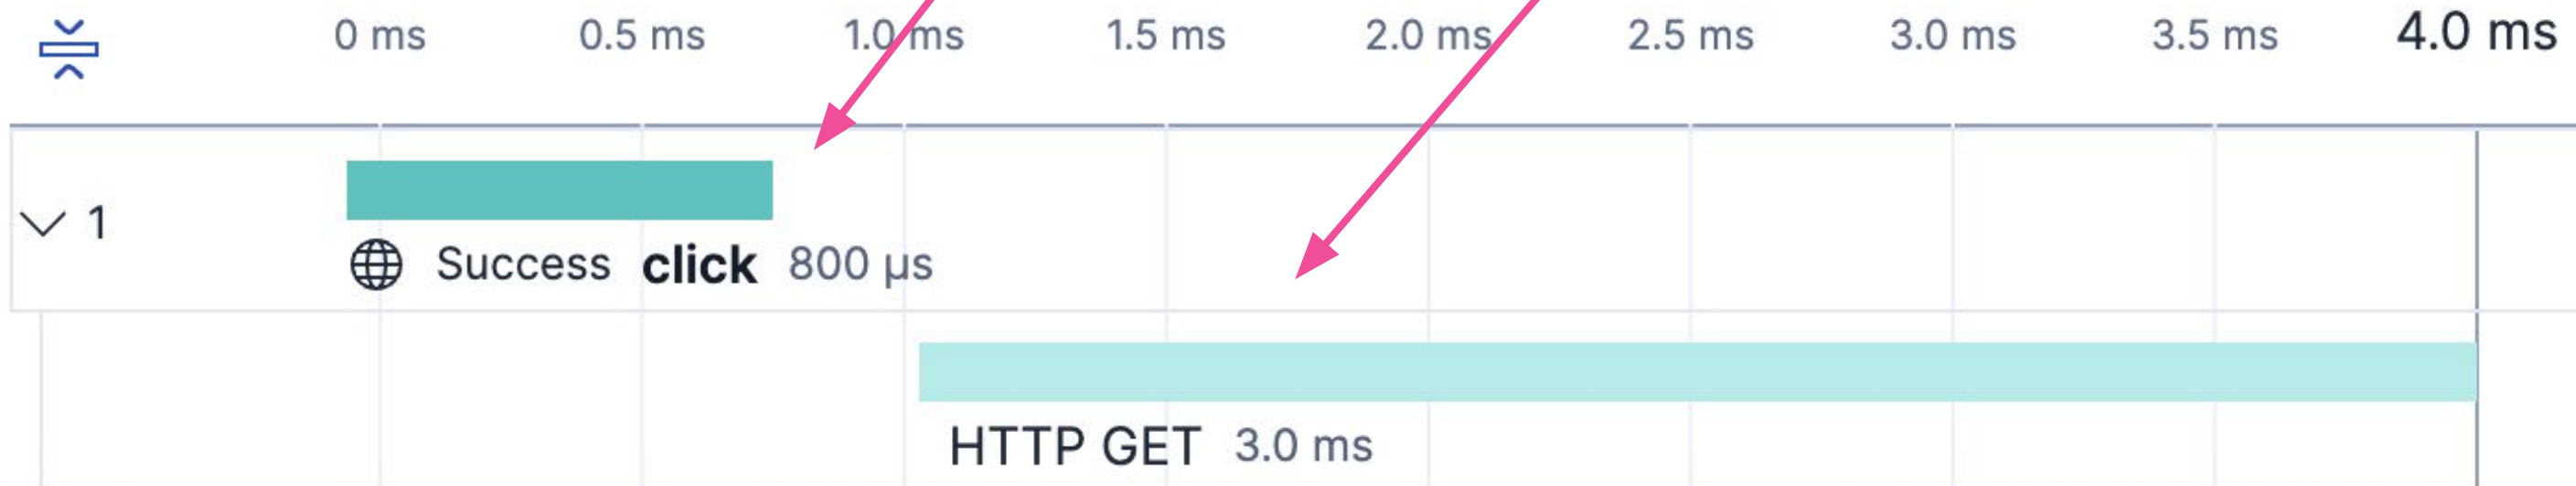 0 ms 0.5 ms 1.0 ms 1.5 ms 2.0 ms 2.5 ms 3.0 ms 3.5 ms 4.0 ms
1
Success click 800 μs
HTTP GET 3.0 ms